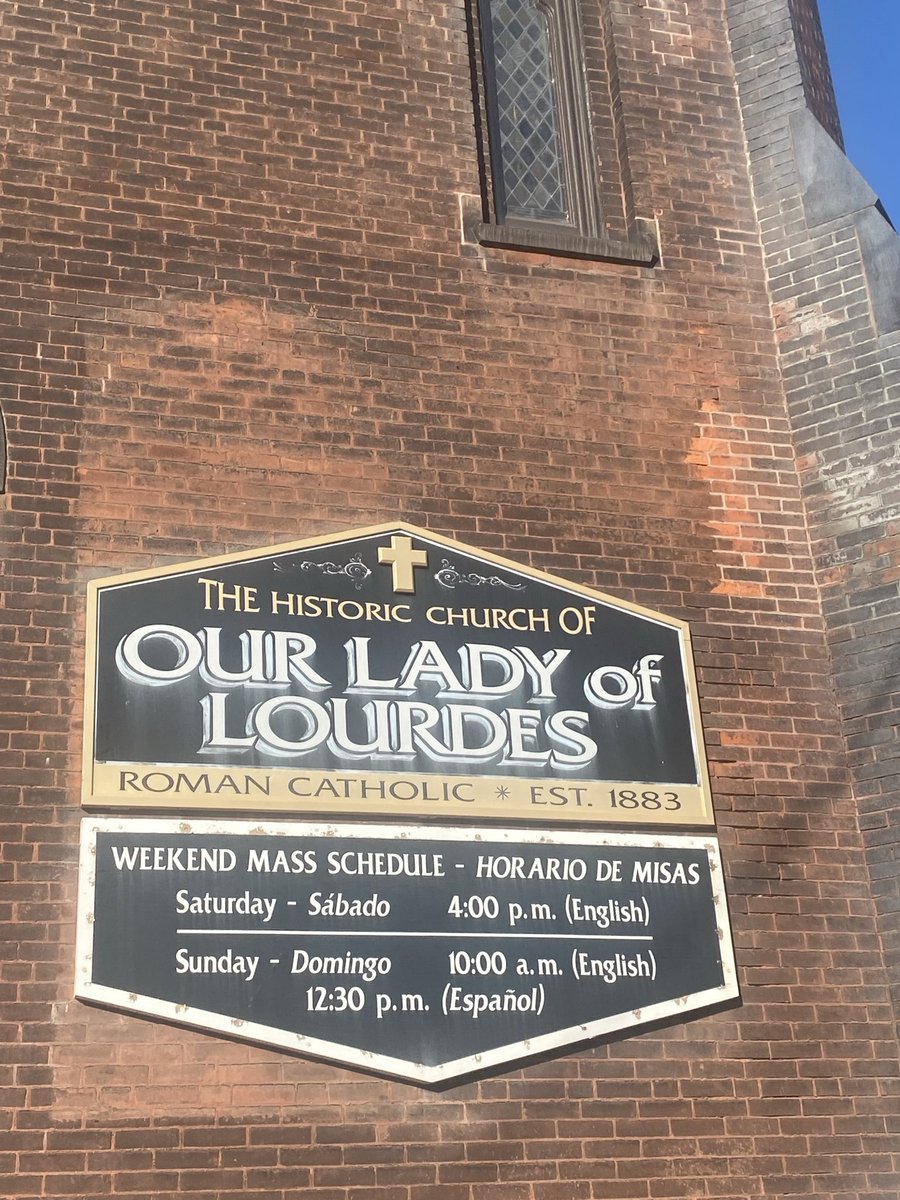 THE HISTORIC CHURCH OF
OUR LADY of
LOURDES
ROMAN CATHOLIC * EST. 1883
WEEKEND MASS SCHEDULE - HORARIO DE MISAS
Saturday - Sábado 4:00 p.m. (English)
Sunday - Domingo 10:00 a.m. (English)
12:30 p.m. (Español)